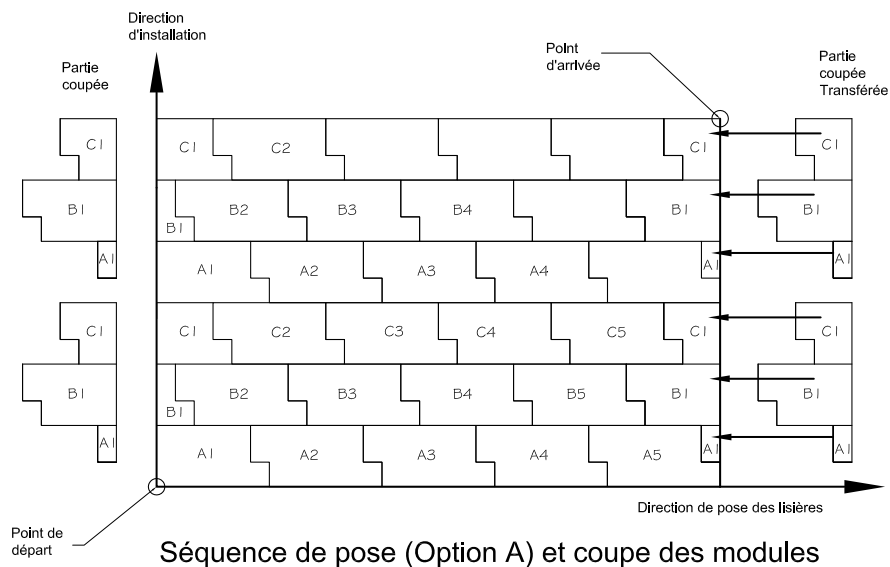 Direction
d'installation
Point
d'arrivée
Partie
coupée
Partie
coupée
Transférée
C1 C1 C2 C1 C1
B1 B1 B2 B3 B4 B1 B1
A1 A1 A2 A3 A4 A1 A1
C1 C1 C2 C3 C4 C5 C1 C1
B1 B1 B2 B3 B4 B5 B1 B1
A1 A1 A2 A3 A4 A5 A1 A1
Direction de pose des lisières
Point de
départ
Séquence de pose (Option A) et coupe des modules